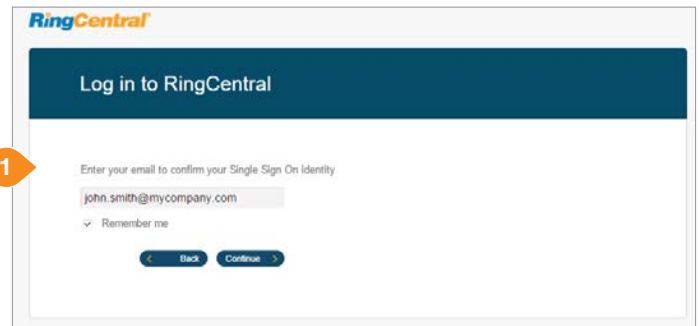 RingCentral
Log in to RingCentral
1
Enter your email to confirm your Single Sign On Identity
john.smith@mycompany.com
Remember me
Back Continue